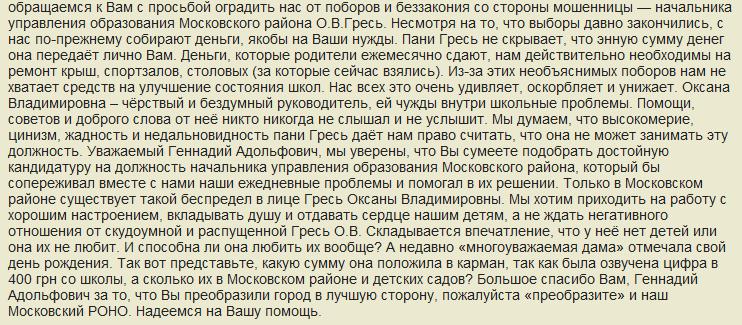 обращаемся к Вам с просьбой оградить нас от поборов и беззакония со стороны мошенницы — начальника
управления образования Московского района О.В.Гресь. Несмотря на то, что выборы давно закончились, с
нас по-прежнему собирают деньги, якобы на Ваши нужды. Пани Гресь не скрывает, что энную сумму денег
она передаёт лично Вам. Деньги, которые родители ежемесячно сдают, нам действительно необходимы на
ремонт крыш, спортзалов, столовых (за которые сейчас взялись). Из-за этих необъяснимых поборов нам не
хватает средств на улучшение состояния школ. Нас всех это очень удивляет, оскорбляет и унижает. Оксана
Владимировна – чёрствый и бездумный руководитель, ей чужды внутри школьные проблемы. Помощи,
советов и доброго слова от неё никто никогда не слышал и не услышит. Мы думаем, что высокомерие,
цинизм, жадность и недальновидность пани Гресь даёт нам право считать, что она не может занимать эту
должность. Уважаемый Геннадий Адольфович, мы уверены, что Вы сумеете подобрать достойную
кандидатуру на должность начальника управления образования Московского района, который бы
сопереживал вместе с нами наши ежедневные проблемы и помогал в их решении. Только в Московском
районе существует такой беспредел в лице Гресь Оксаны Владимировны. Мы хотим приходить на работу с
хорошим настроением, вкладывать душу и отдавать сердце нашим детям, а не ждать негативного
отношения от скудоумной и распущенной Гресь О.В. Складывается впечатление, что у неё нет детей или
она их не любит. И способна ли она любить их вообще? А недавно «многоуважаемая дама» отмечала свой
день рождения. Так вот представьте, какую сумму она положила в карман, так как была озвучена цифра в
400 грн со школы, а сколько их в Московском районе и детских садов? Большое спасибо Вам, Геннадий
Адольфович за то, что Вы преобразили город в лучшую сторону, пожалуйста «преобразите» и наш
Московский РОНО. Надеемся на Вашу помощь.